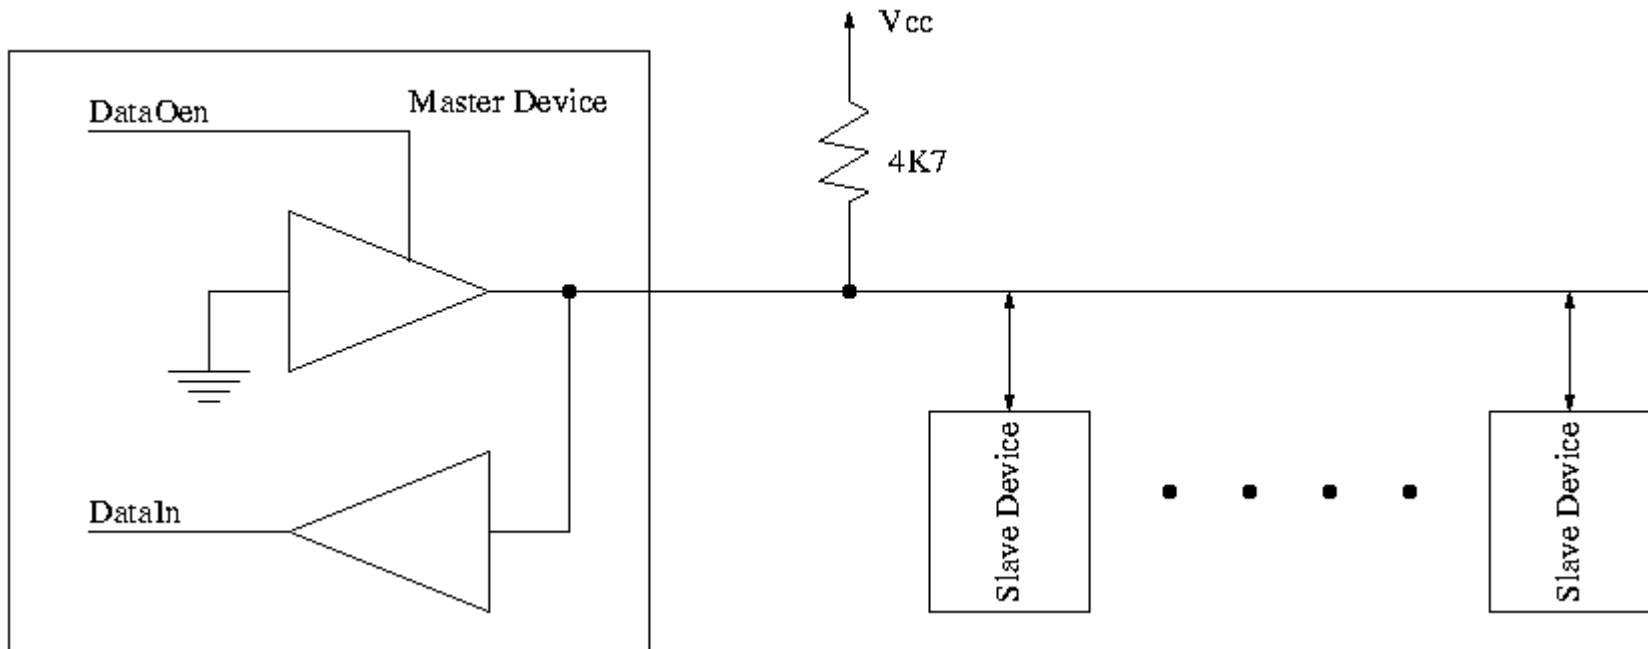 Vcc
DataOen
Master Device
4K7
DataIn
Slave Device
Slave Device